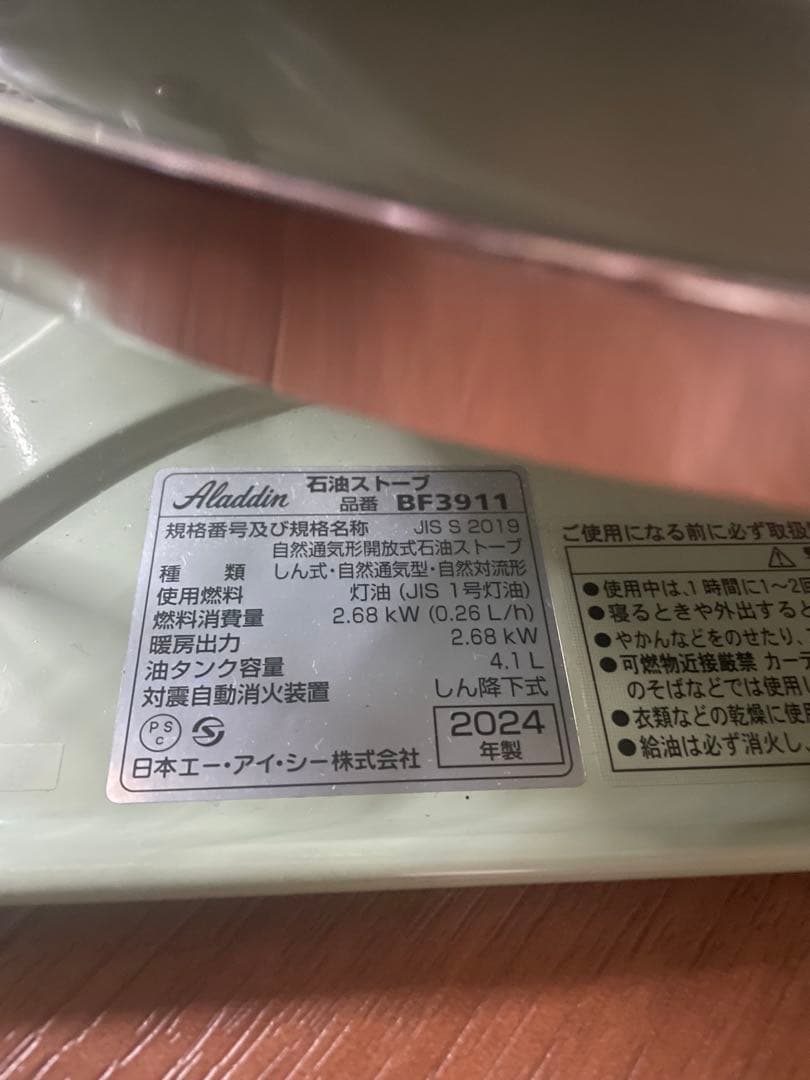 Aladdin 石油ストーブ
品番 BF3911
規格番号及び規格名称 JIS S 2019
自然通気形開放式石油ストーブ
種類 しん式・自然通気型・自然対流形
使用燃料 灯油 (JIS 1号灯油)
燃料消費量 2.68 kW (0.26 L/h)
暖房出力 2.68 kW
油タンク容量 4.1 L
対震自動消火装置 しん降下式
PS
C
2024
年製
日本エー・アイ・シー株式会社
ご使用になる前に必ず取扱
●使用中は、1時間に1~2回
●寝るときや外出すると
●やかんなどをのせたり、
●可燃物近接厳禁 カーテ
のそばなどでは使用し
●衣類などの乾燥に使
●給油は必ず消火し、